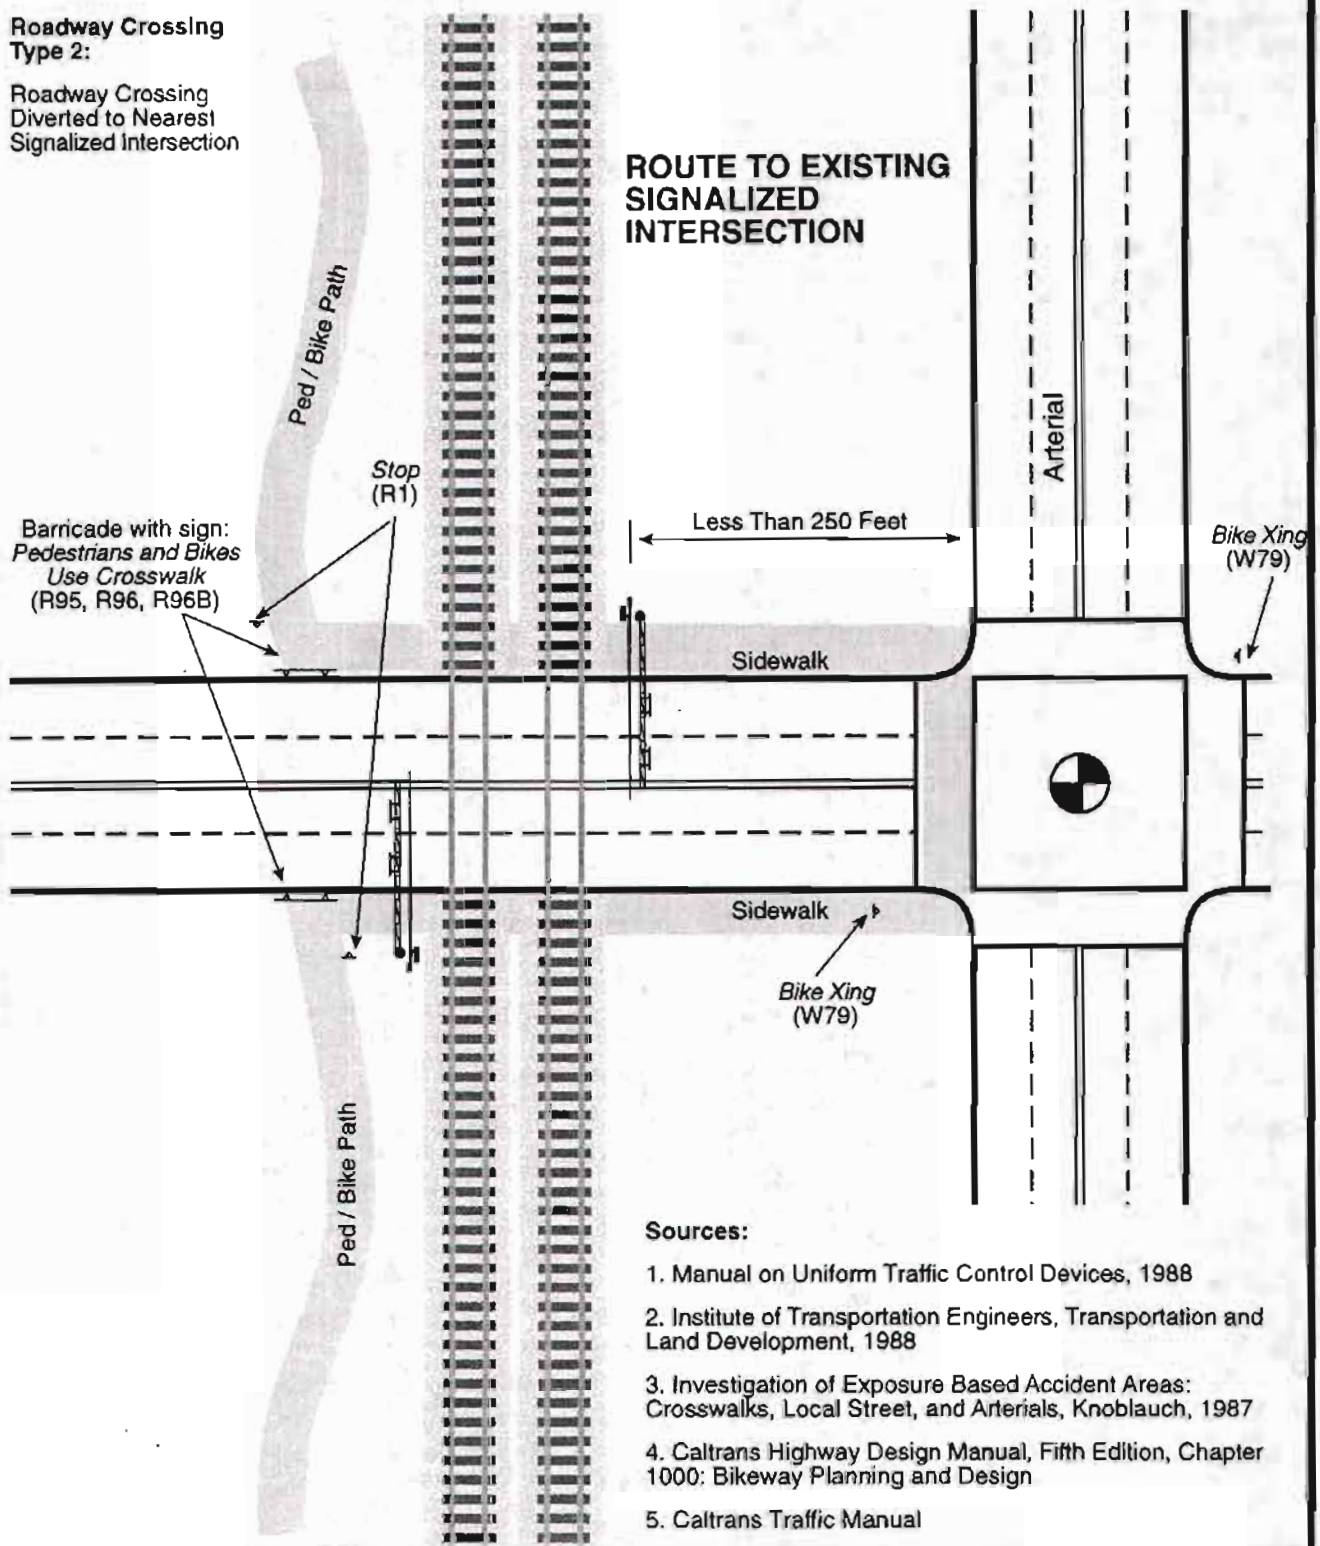 Roadway Crossing
Type 2:
Roadway Crossing
Diverted to Nearest
Signalized Intersection
ROUTE TO EXISTING
SIGNALIZED
INTERSECTION
Ped / Bike Path
Arterial
Stop
(R1)
Less Than 250 Feet
Barricade with sign:
Pedestrians and Bikes
Use Crosswalk
(R95, R96, R96B)
Bike Xing
(W79)
Sidewalk
Sidewalk
Bike Xing
(W79)
Ped / Bike Path
Sources:
1. Manual on Uniform Traffic Control Devices, 1988
2. Institute of Transportation Engineers, Transportation and
Land Development, 1988
3. Investigation of Exposure Based Accident Areas:
Crosswalks, Local Street, and Arterials, Knoblauch, 1987
4. Caltrans Highway Design Manual, Fifth Edition, Chapter
1000: Bikeway Planning and Design
5. Caltrans Traffic Manual